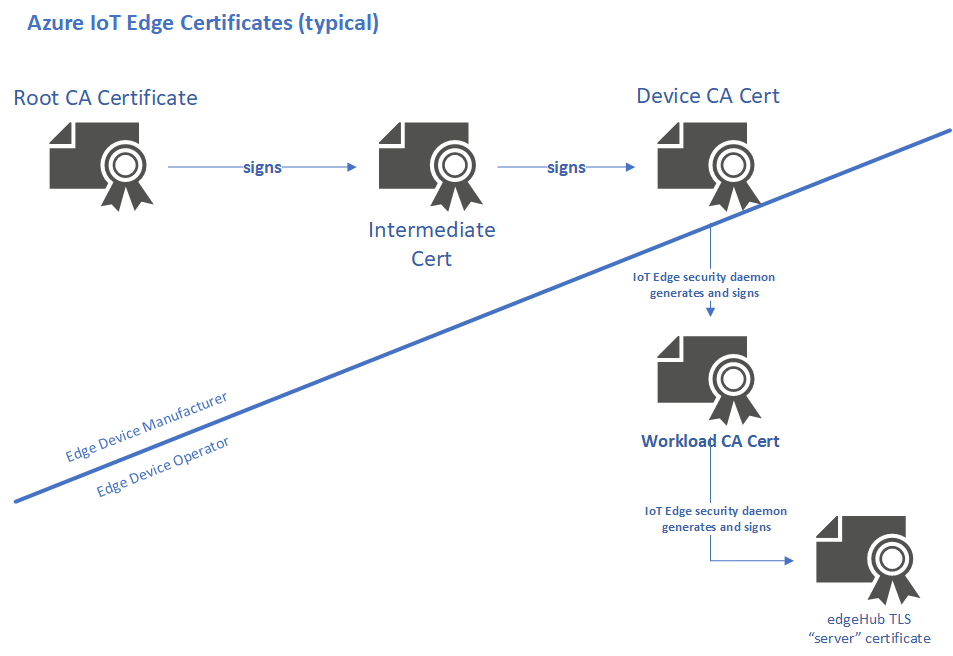 Azure IoT Edge Certificates (typical)
Root CA Certificate
Device CA Cert
signs
signs
Intermediate
Cert
IoT Edge security daemon
generates and signs
Edge Device Manufacturer
Edge Device Operator
Workload CA Cert
IoT Edge security daemon
generates and signs
edgeHub TLS
“server” certificate